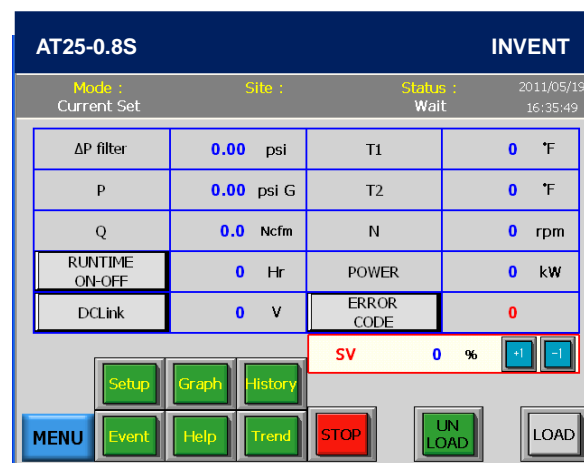 AT25-0.8S INVENT
Mode : Site : Status : 2011/05/19
Current Set Wait 16:35:49
ΔP filter 0.00 psi T1 0 ℉
P 0.00 psi G T2 0 ℉
Q 0.0 Ncfm N 0 rpm
RUNTIME
ON-OFF 0 Hr POWER 0 kW
DCLink 0 V ERROR
CODE 0
SV 0 % +1 -1
Setup Graph History
MENU Event Help Trend STOP UN
LOAD LOAD